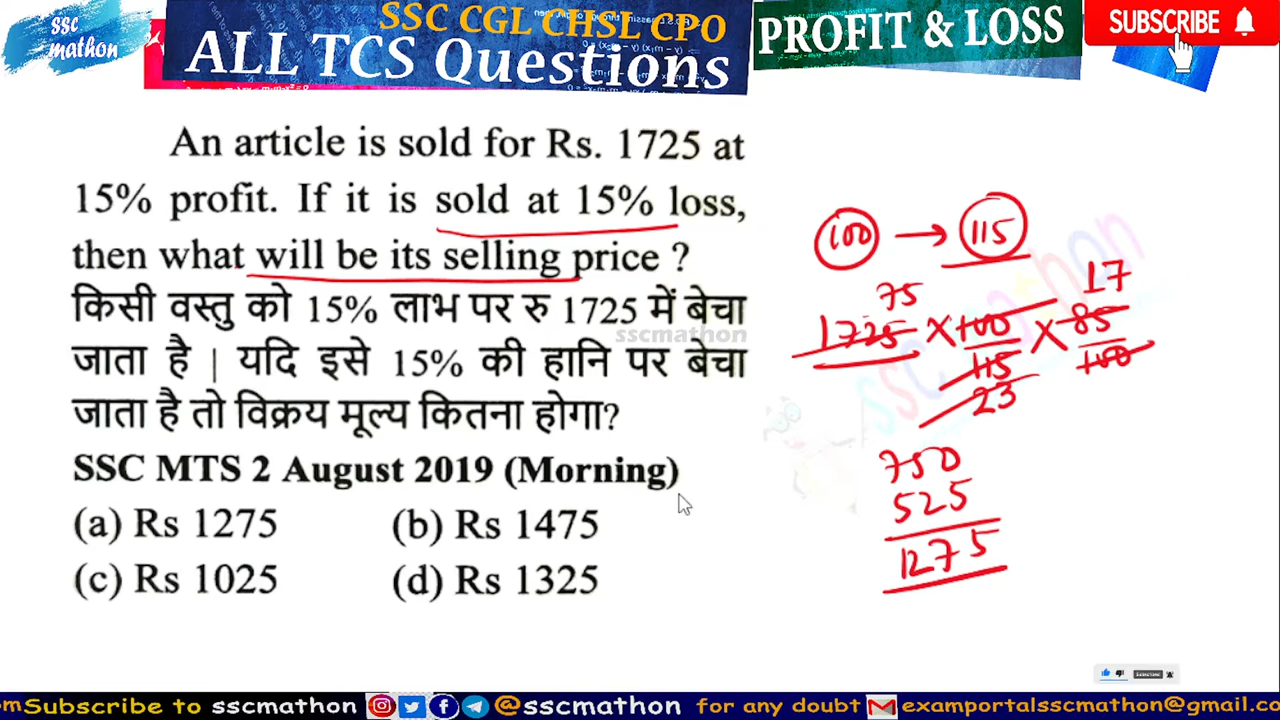 SSC CGL CHSL CPO
SSC
mathon
ALL TCS Questions
PROFIT & LOSS
SUBSCRIBE
An article is sold for Rs. 1725 at
15% profit. If it is sold at 15% loss,
then what will be its selling price ?
किसी वस्तु को 15% लाभ पर रु 1725 में बेचा
जाता है | यदि इसे 15% की हानि पर बेचा
जाता है तो विक्रय मूल्य कितना होगा?
SSC MTS 2 August 2019 (Morning)
(a) Rs 1275 (b) Rs 1475
(c) Rs 1025 (d) Rs 1325
sscmathon
100 → 115
75 17
1725 × 100 × 85
115 100
23
750
525
1275
Subscribed
Subscribe to sscmathon @sscmathon for any doubt examportalsscmathon@gmail.co